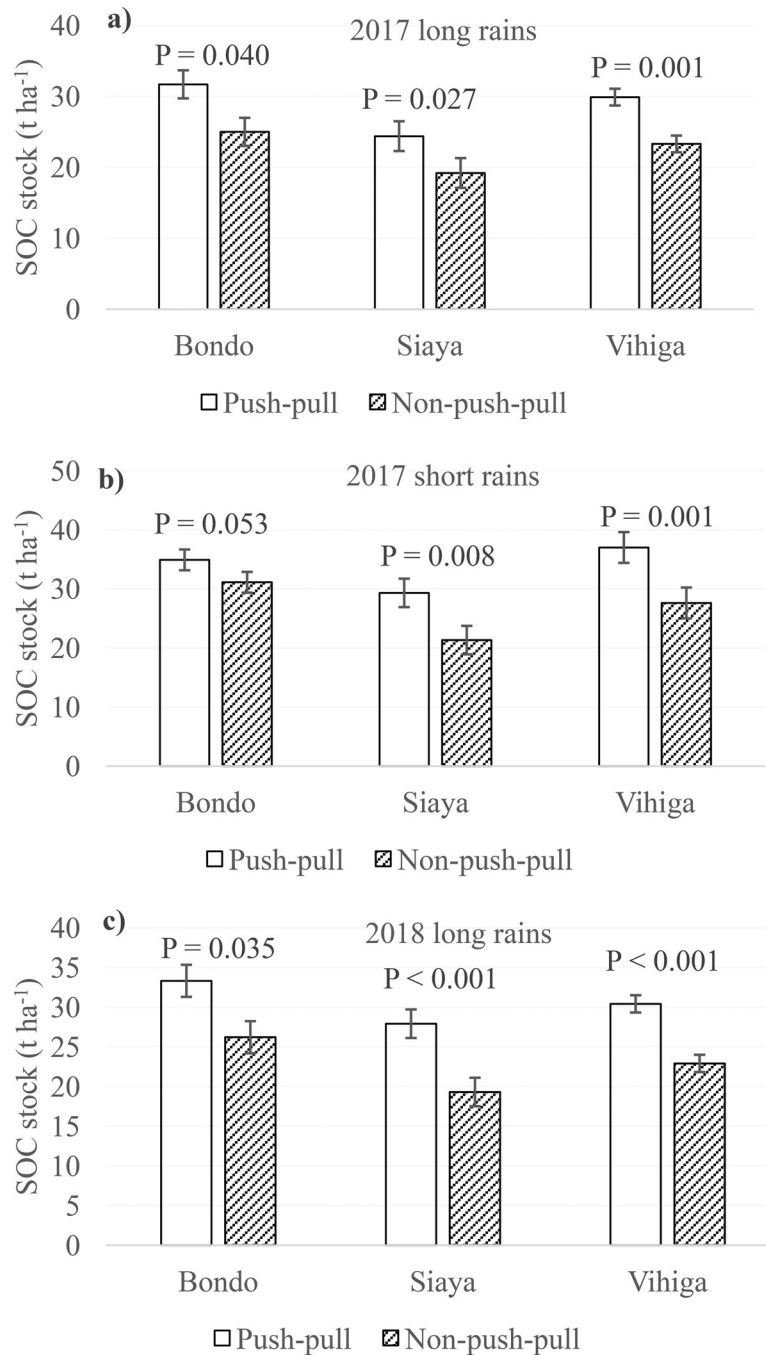 a)
2017 long rains
SOC stock (t ha⁻¹)
40
30
20
10
0
P = 0.040
P = 0.027
P = 0.001
Bondo Siaya Vihiga
Push-pull Non-push-pull
b)
2017 short rains
SOC stock (t ha⁻¹)
50
40
30
20
10
0
P = 0.053
P = 0.008
P = 0.001
Bondo Siaya Vihiga
Push-pull Non-push-pull
c)
2018 long rains
SOC stock (t ha⁻¹)
40
35
30
25
20
15
10
5
0
P = 0.035
P < 0.001
P < 0.001
Bondo Siaya Vihiga
Push-pull Non-push-pull